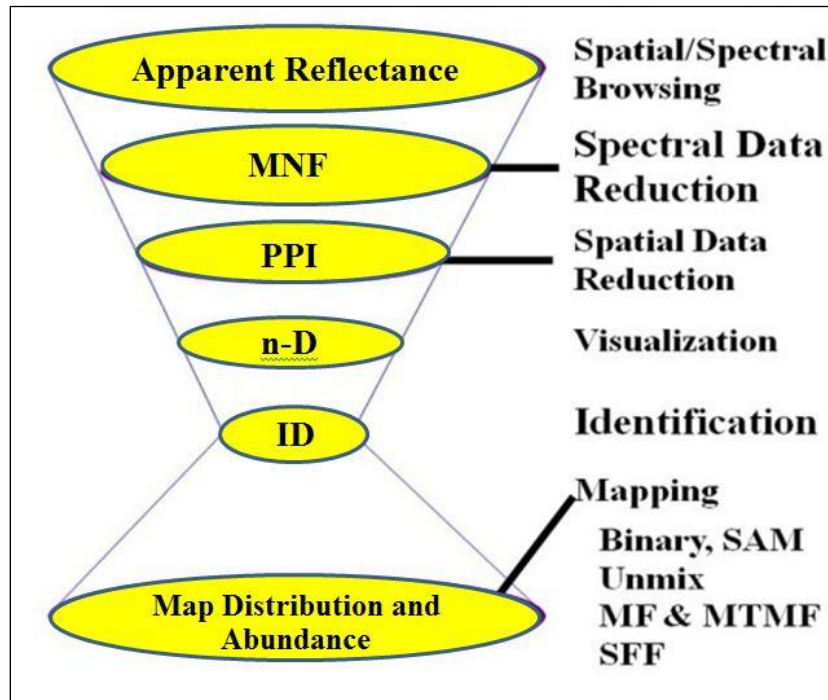 Apparent Reflectance
Spatial/Spectral
Browsing
MNF
Spectral Data
Reduction
PPI
Spatial Data
Reduction
n-D
Visualization
ID
Identification
Mapping
Binary, SAM
Unmix
MF & MTMF
SFF
Map Distribution and
Abundance